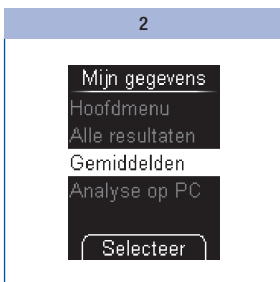 2
Mijn gegevens
Hoofdmenu
Alle resultaten
Gemiddelden
Analyse op PC
Selecteer